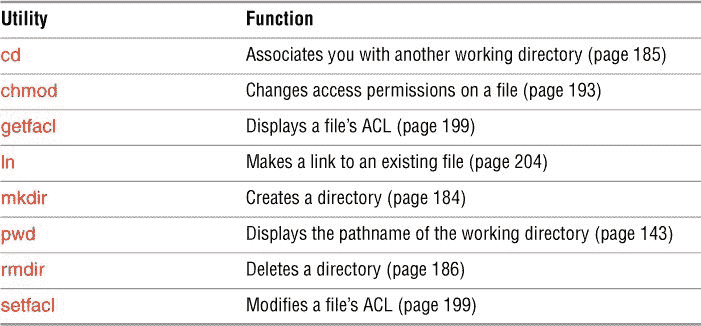 Utility Function
cd Associates you with another working directory (page 185)
chmod Changes access permissions on a file (page 193)
getfacl Displays a file's ACL (page 199)
ln Makes a link to an existing file (page 204)
mkdir Creates a directory (page 184)
pwd Displays the pathname of the working directory (page 143)
rmdir Deletes a directory (page 186)
setfacl Modifies a file's ACL (page 199)